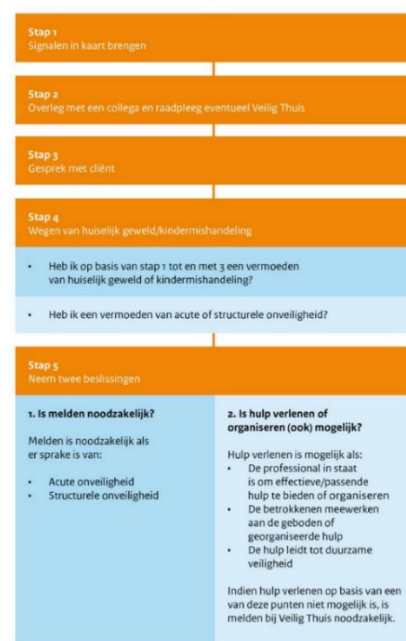 Stap 1
Signalen in kaart brengen
Stap 2
Overleg met een collega en raadpleeg eventueel Veilig Thuis
Stap 3
Gesprek met cliënt
Stap 4
Wegen van huiselijk geweld/kindermishandeling
• Heb ik op basis van stap 1 tot en met 3 een vermoeden
van huiselijk geweld of kindermishandeling?
• Heb ik een vermoeden van acute of structurele onveiligheid?
Stap 5
Neem twee beslissingen
1. Is melden noodzakelijk?
Melden is noodzakelijk als
er sprake is van:
• Acute onveiligheid
• Structurele onveiligheid
2. Is hulp verlenen of
organiseren (ook) mogelijk?
Hulp verlenen is mogelijk als:
• De professional in staat
is om effectieve/passende
hulp te bieden of organiseren
• De betrokkenen meewerken
aan de geboden of
georganiseerde hulp
• De hulp leidt tot duurzame
veiligheid
Indien hulp verlenen op basis van een
van deze punten niet mogelijk is, is
melden bij Veilig Thuis noodzakelijk.